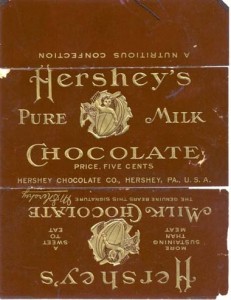 A NUTRITIOUS CONFECTION
Hershey's
PURE MILK
CHOCOLATE
PRICE, FIVE CENTS
HERSHEY CHOCOLATE CO., HERSHEY, PA., U. S. A.
M. S. Hershey
THE GENUINE BEARS THIS SIGNATURE
MILK CHOCOLATE
A SWEET TO EAT
MORE SUSTAINING THAN MEAT
Hershey's